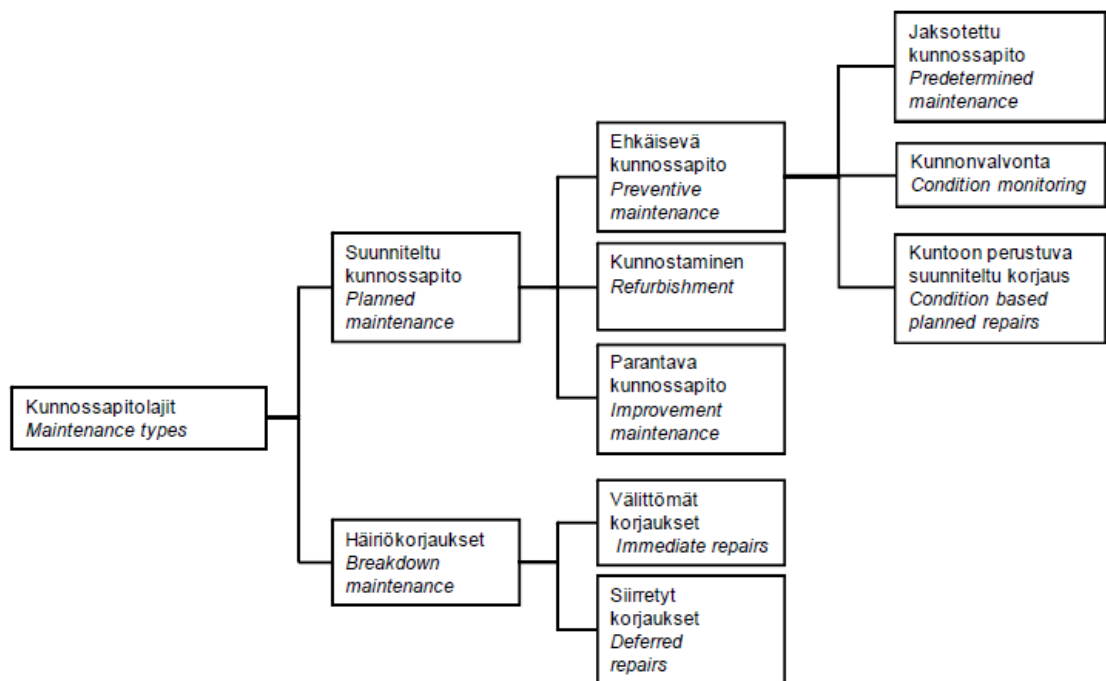 Kunnossapitolajit
Maintenance types
Suunniteltu
kunnossapito
Planned
maintenance
Häiriökorjaukset
Breakdown
maintenance
Ehkäisevä
kunnossapito
Preventive
maintenance
Kunnostaminen
Refurbishment
Parantava
kunnossapito
Improvement
maintenance
Välittömät
korjaukset
Immediate repairs
Siirretyt
korjaukset
Deferred
repairs
Jaksotettu
kunnossapito
Predetermined
maintenance
Kunnonvalvonta
Condition monitoring
Kuntoon perustuva
suunniteltu korjaus
Condition based
planned repairs